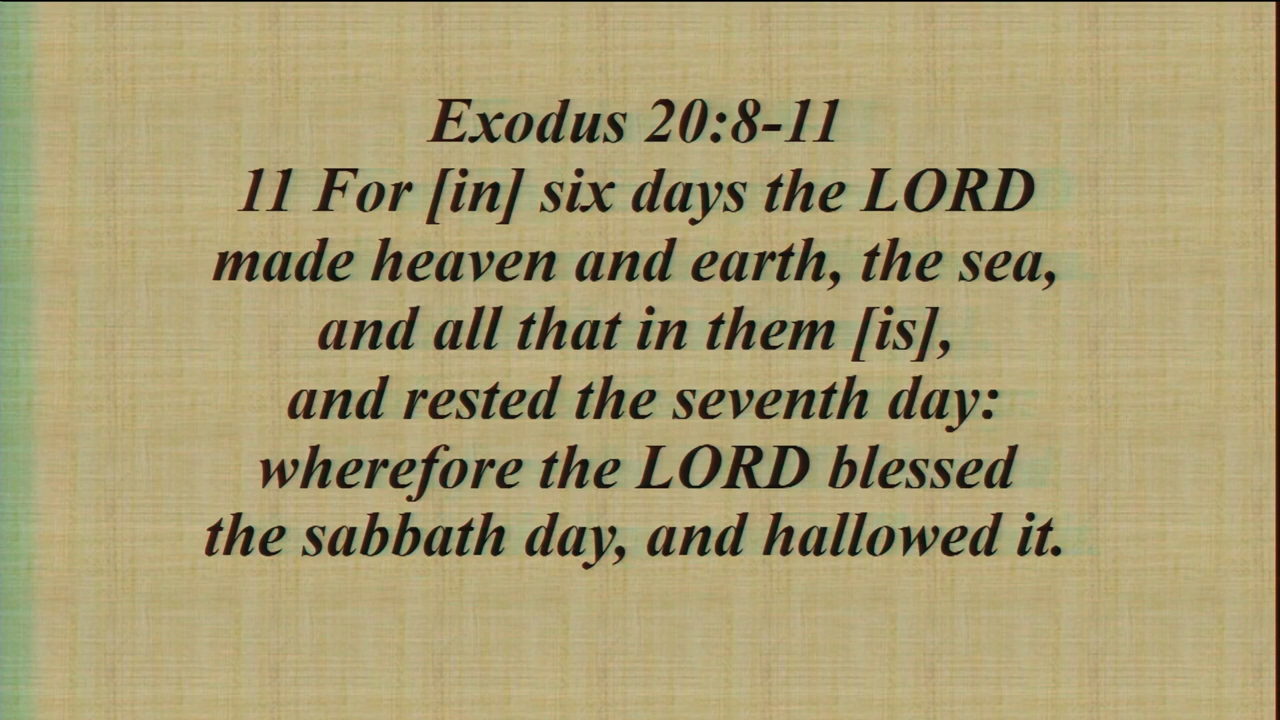 Exodus 20:8-11
11 For [in] six days the LORD
made heaven and earth, the sea,
and all that in them [is],
and rested the seventh day:
wherefore the LORD blessed
the sabbath day, and hallowed it.